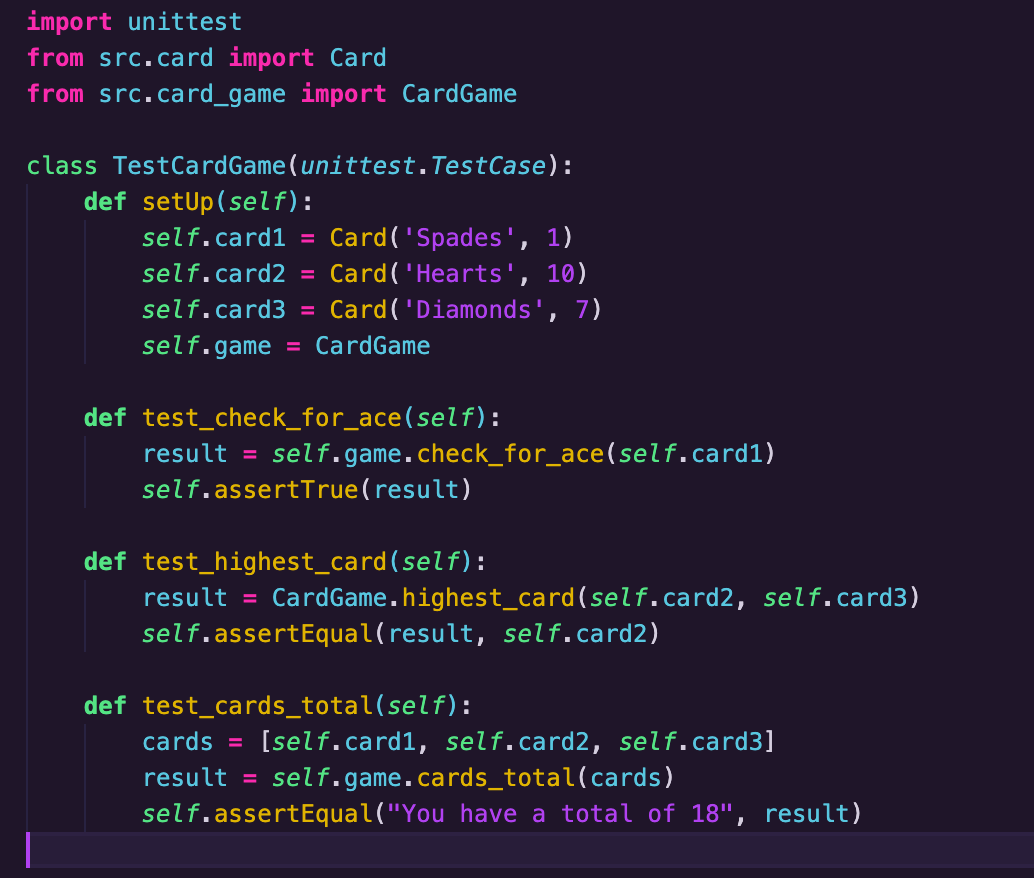 import unittest
from src.card import Card
from src.card_game import CardGame

class TestCardGame(unittest.TestCase):
    def setUp(self):
        self.card1 = Card('Spades', 1)
        self.card2 = Card('Hearts', 10)
        self.card3 = Card('Diamonds', 7)
        self.game = CardGame

    def test_check_for_ace(self):
        result = self.game.check_for_ace(self.card1)
        self.assertTrue(result)

    def test_highest_card(self):
        result = CardGame.highest_card(self.card2, self.card3)
        self.assertEqual(result, self.card2)

    def test_cards_total(self):
        cards = [self.card1, self.card2, self.card3]
        result = self.game.cards_total(cards)
        self.assertEqual("You have a total of 18", result)